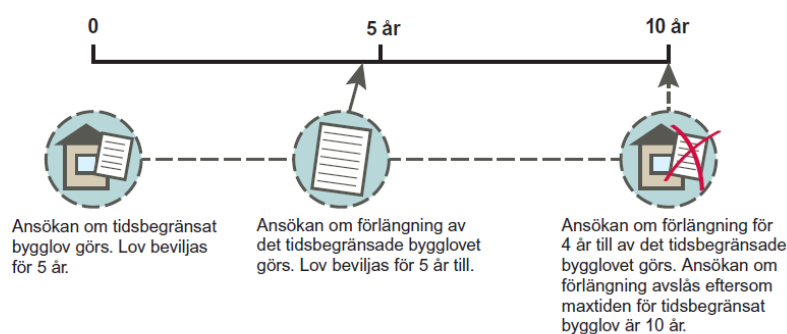 0
5 år
10 år
Ansökan om tidsbegränsat
bygglov görs. Lov beviljas
för 5 år.
Ansökan om förlängning av
det tidsbegränsade bygglovet
görs. Lov beviljas för 5 år till.
Ansökan om förlängning för
4 år till av det tidsbegränsade
bygglovet görs. Ansökan om
förlängning avslås eftersom
maxtiden för tidsbegränsat
bygglov är 10 år.